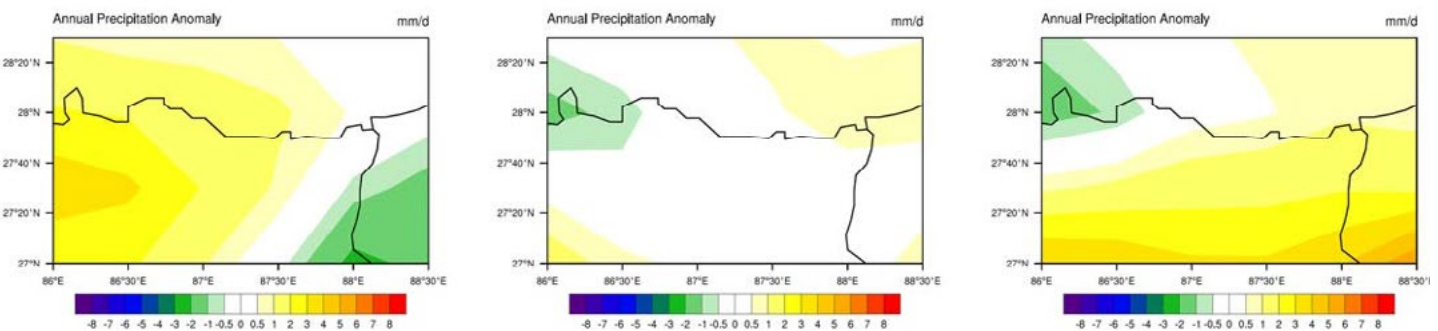 Annual Precipitation Anomaly mm/d
28°20'N
28°N
27°40'N
27°20'N
27°N
86°E 86°30'E 87°E 87°30'E 88°E 88°30'E
-8 -7 -6 -5 -4 -3 -2 -1 -0.5 0 0.5 1 2 3 4 5 6 7 8
Annual Precipitation Anomaly mm/d
28°20'N
28°N
27°40'N
27°20'N
27°N
86°E 86°30'E 87°E 87°30'E 88°E 88°30'E
-8 -7 -6 -5 -4 -3 -2 -1 -0.5 0 0.5 1 2 3 4 5 6 7 8
Annual Precipitation Anomaly mm/d
28°20'N
28°N
27°40'N
27°20'N
27°N
86°E 86°30'E 87°E 87°30'E 88°E 88°30'E
-8 -7 -6 -5 -4 -3 -2 -1 -0.5 0 0.5 1 2 3 4 5 6 7 8